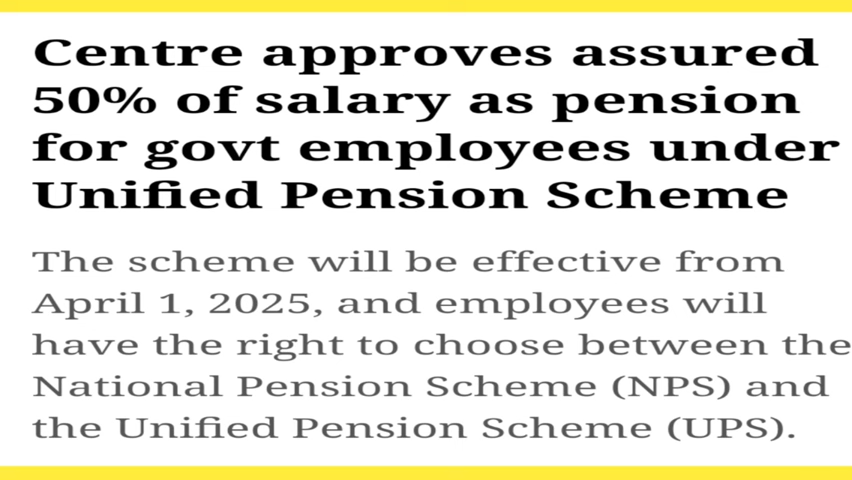 Centre approves assured
50% of salary as pension
for govt employees under
Unified Pension Scheme
The scheme will be effective from
April 1, 2025, and employees will
have the right to choose between the
National Pension Scheme (NPS) and
the Unified Pension Scheme (UPS).